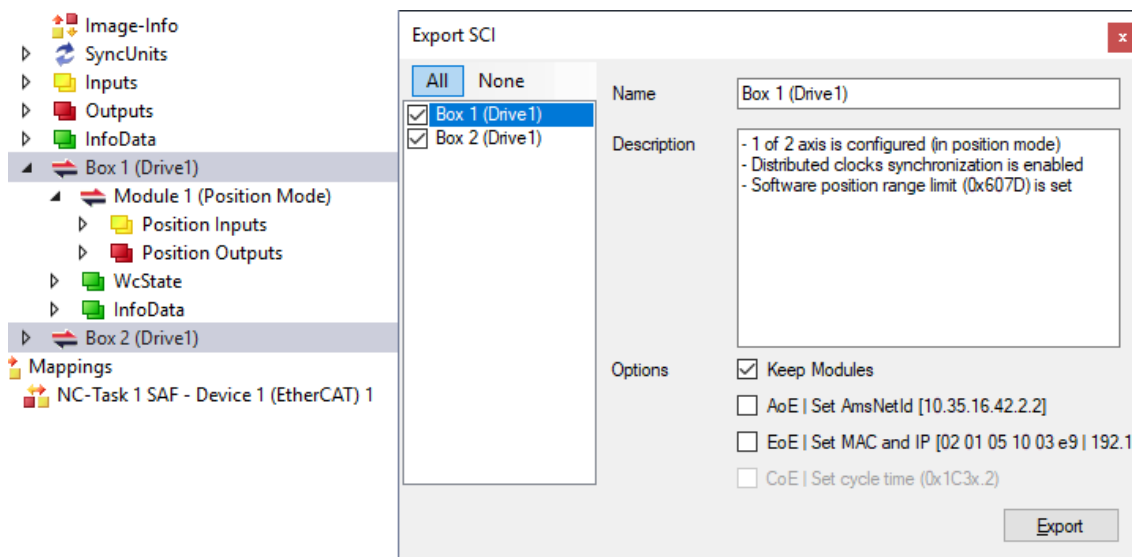 Image-Info
SyncUnits
Inputs
Outputs
InfoData
Box 1 (Drive1)
Module 1 (Position Mode)
Position Inputs
Position Outputs
WcState
InfoData
Box 2 (Drive1)
Mappings
NC-Task 1 SAF - Device 1 (EtherCAT) 1
Export SCI
x
All None
Box 1 (Drive1)
Box 2 (Drive1)
Name
Box 1 (Drive1)
Description
- 1 of 2 axis is configured (in position mode)
- Distributed clocks synchronization is enabled
- Software position range limit (0x607D) is set
Options
Keep Modules
AoE | Set AmsNetId [10.35.16.42.2.2]
EoE | Set MAC and IP [02 01 05 10 03 e9 | 192.1
CoE | Set cycle time (0x1C3x.2)
Export